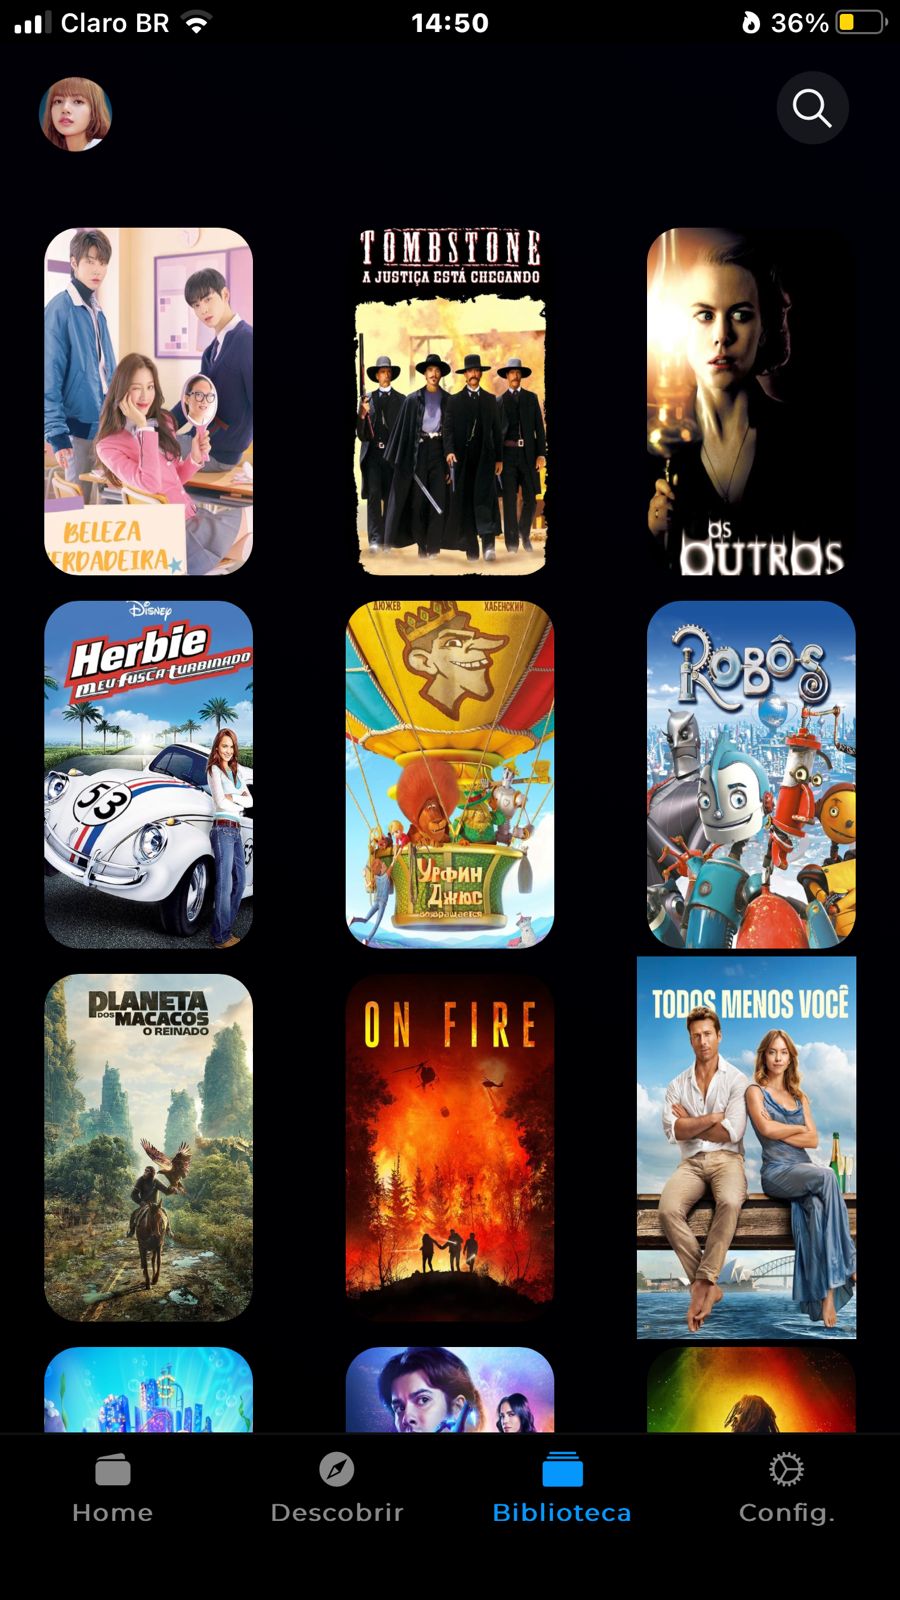 Claro BR
14:50
36%
TOMBSTONE
A JUSTIÇA ESTÁ CHEGANDO
BELEZA
VERDADEIRA
OS
OUTROS
DISNEY
Herbie
MEU FUSCA TURBINADO
53
ДЮЖЕВ
ХАБЕНСКИЙ
УРФИН
ДЖЮС
возвращается
ROBÔS
PLANETA
DOS MACACOS
O REINADO
ON FIRE
TODOS MENOS VOCÊ
Home
Descobrir
Biblioteca
Config.